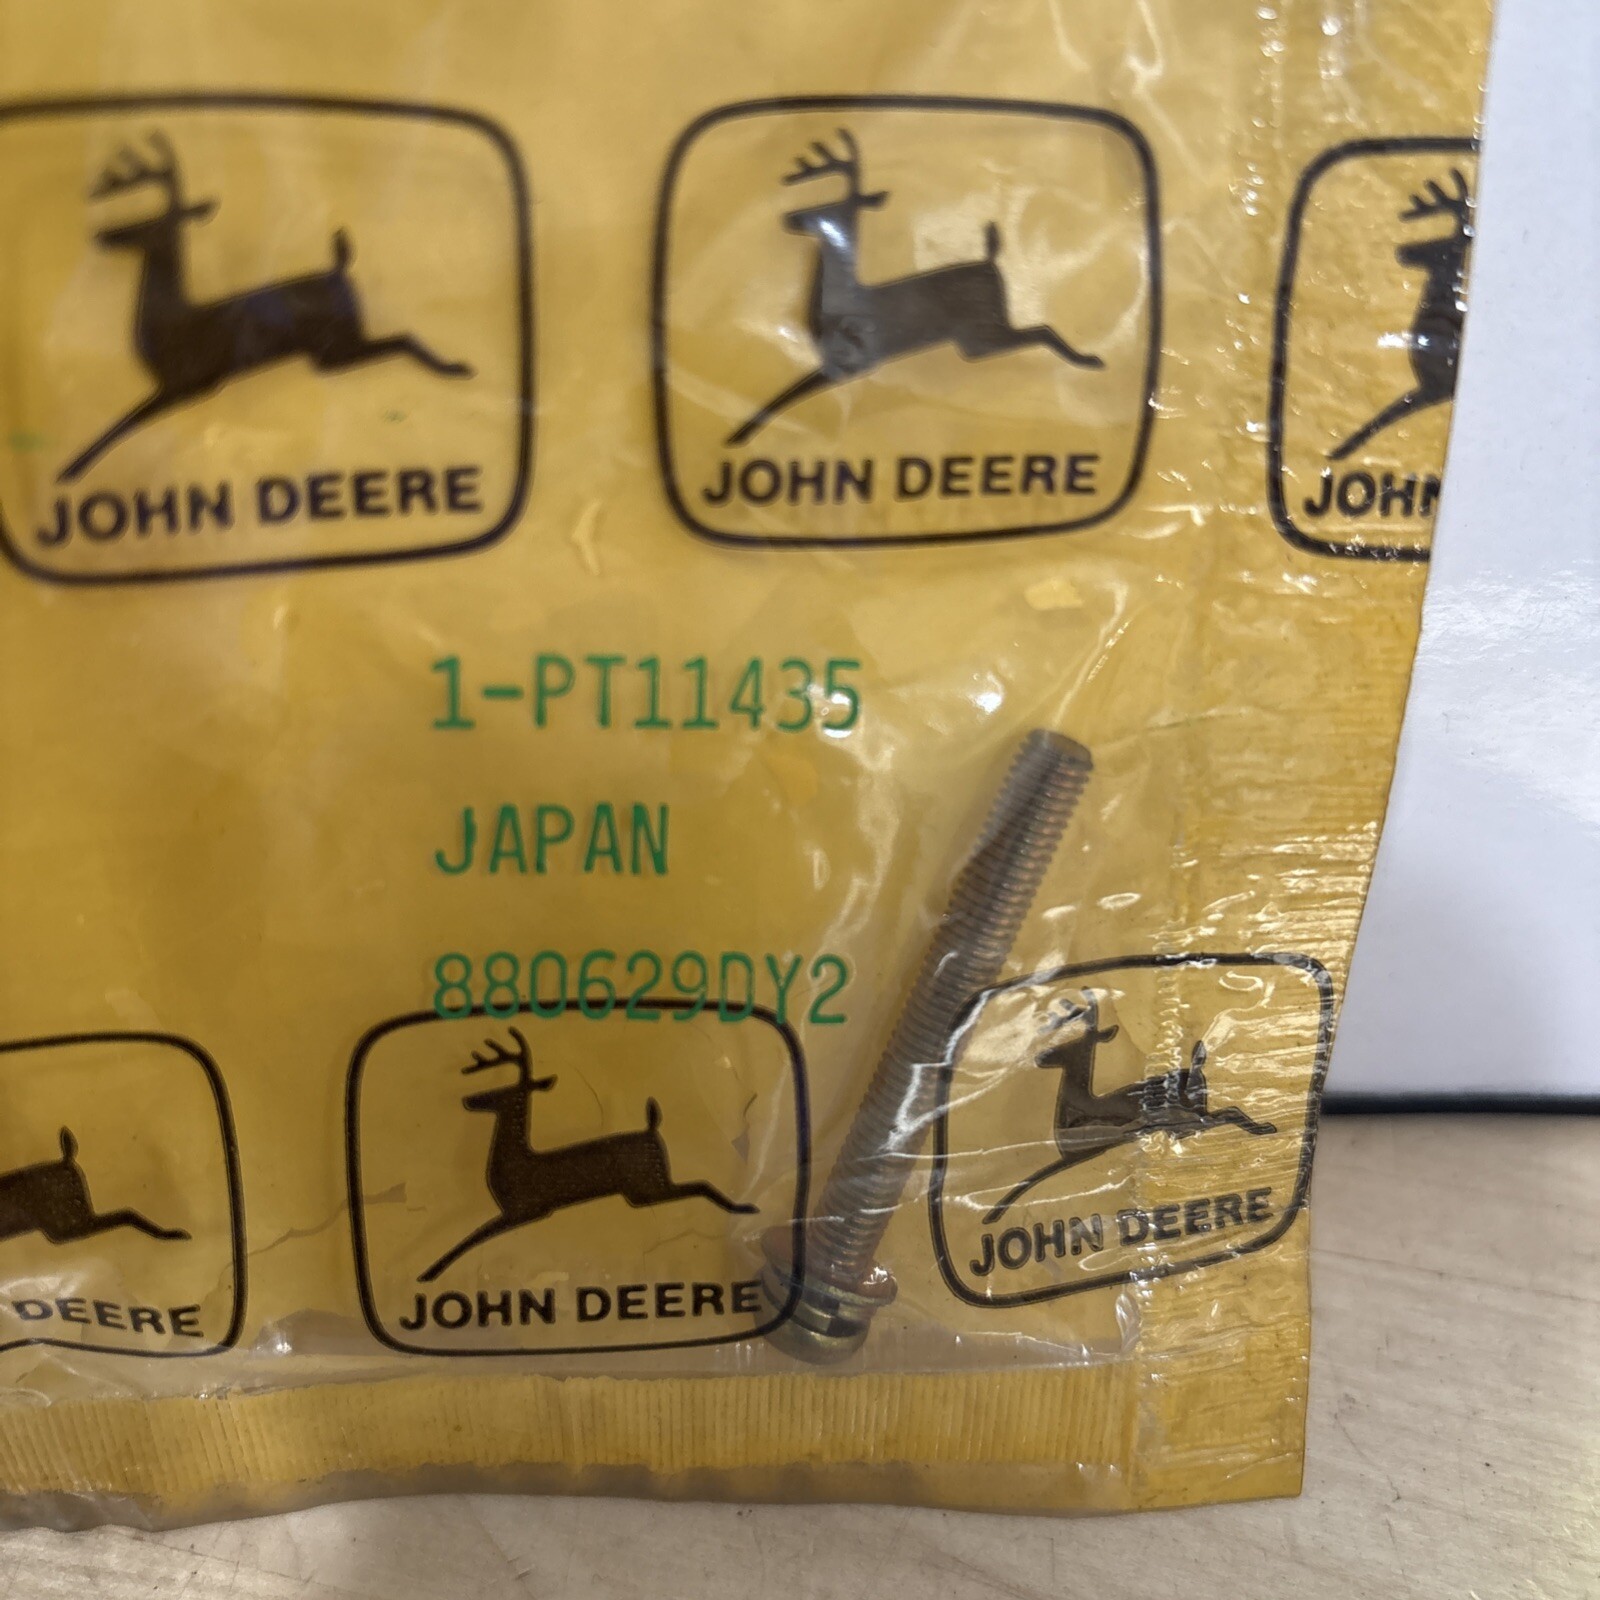 JOHN DEERE
JOHN DEERE
JOHN
1-PT11435
JAPAN
880629DY2
DEERE
JOHN DEERE
JOHN DEERE